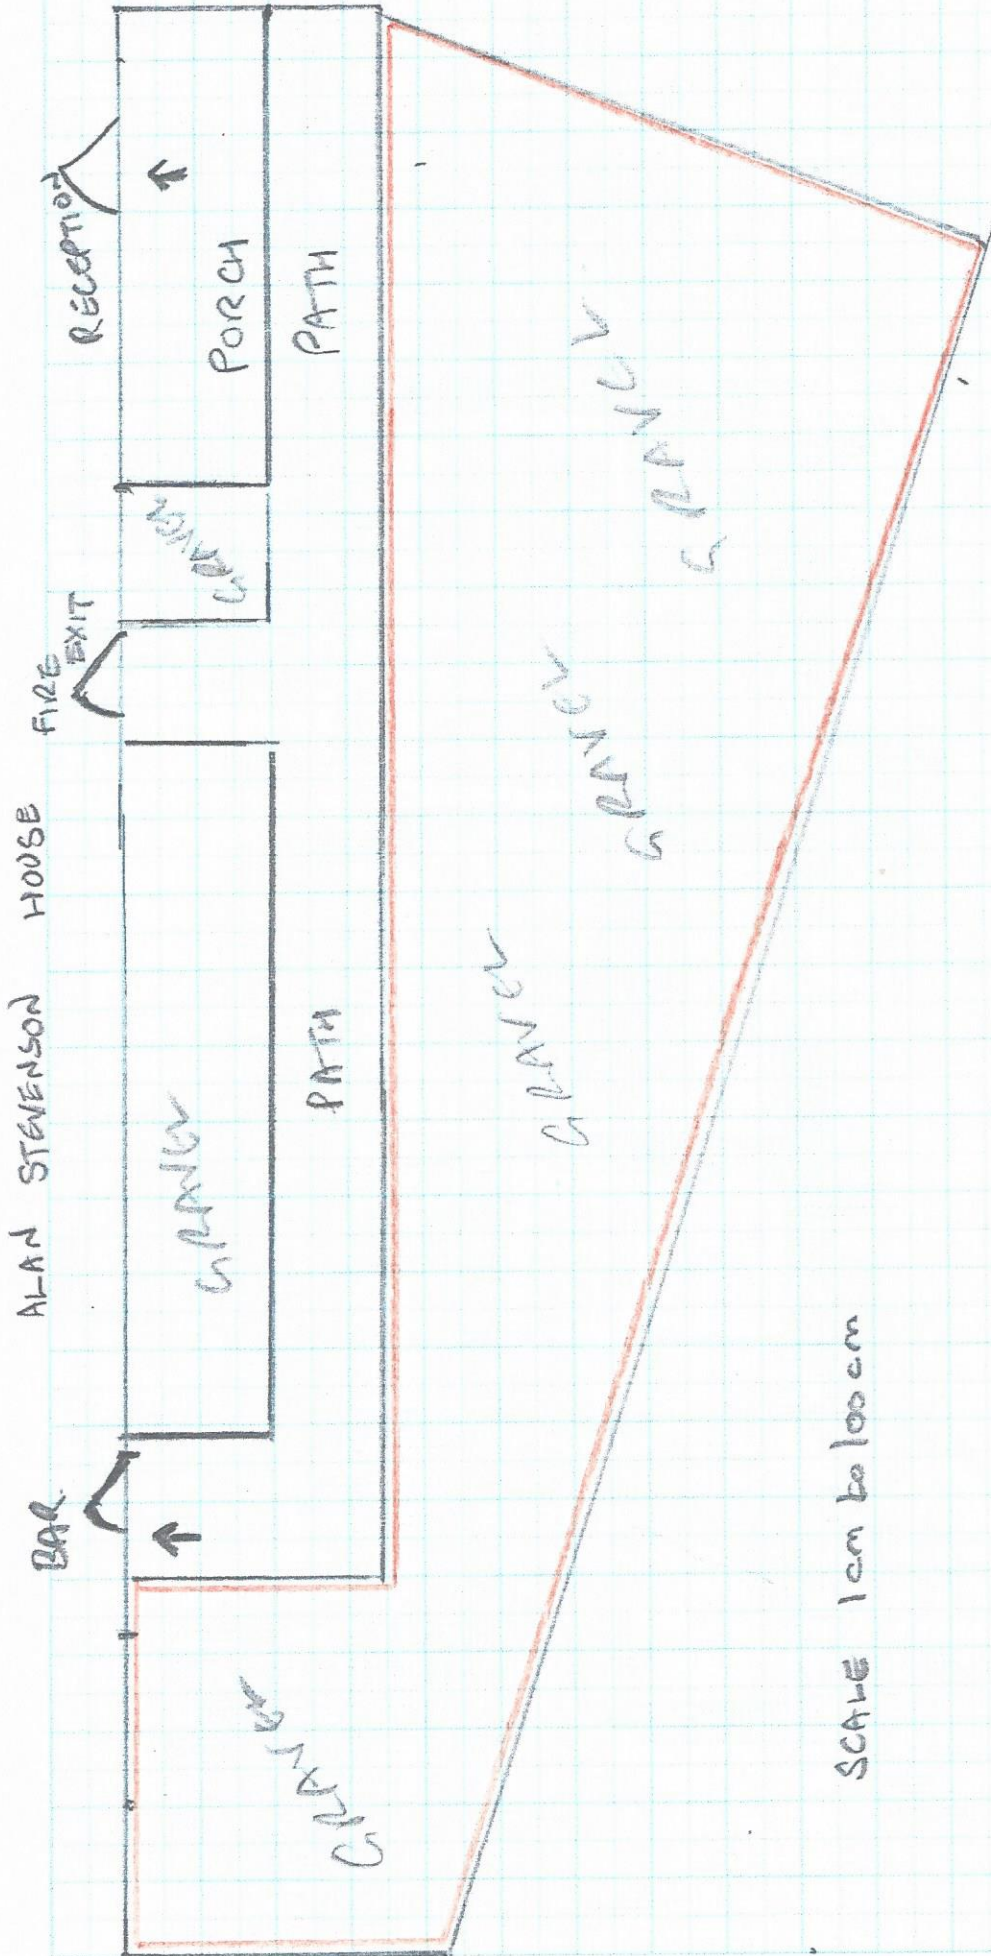 ALAN STEVENSON HOUSE
BAR
FIRE EXIT
RECEPTION
GRAVEL
GRAVEL
GRAVEL
PORCH
PATH
PATH
GRAVEL
GRAVEL
GRAVEL
SCALE 1cm to 100cm